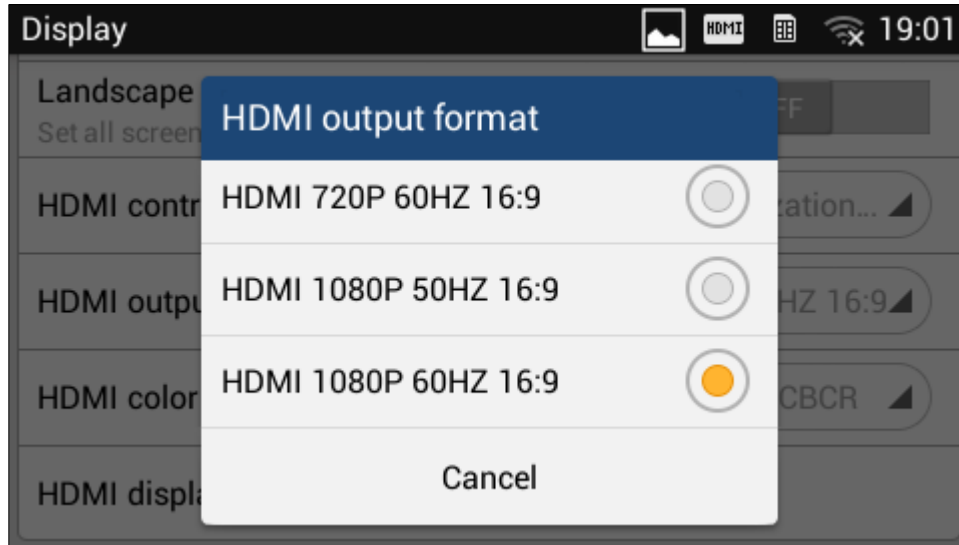 Display HDMI 19:01
Landscape FF
Set all screen
HDMI output format
HDMI 720P 60HZ 16:9
HDMI contr zation...
HDMI 1080P 50HZ 16:9
HDMI outpu HZ 16:9
HDMI 1080P 60HZ 16:9
HDMI color CBCR
Cancel
HDMI displa